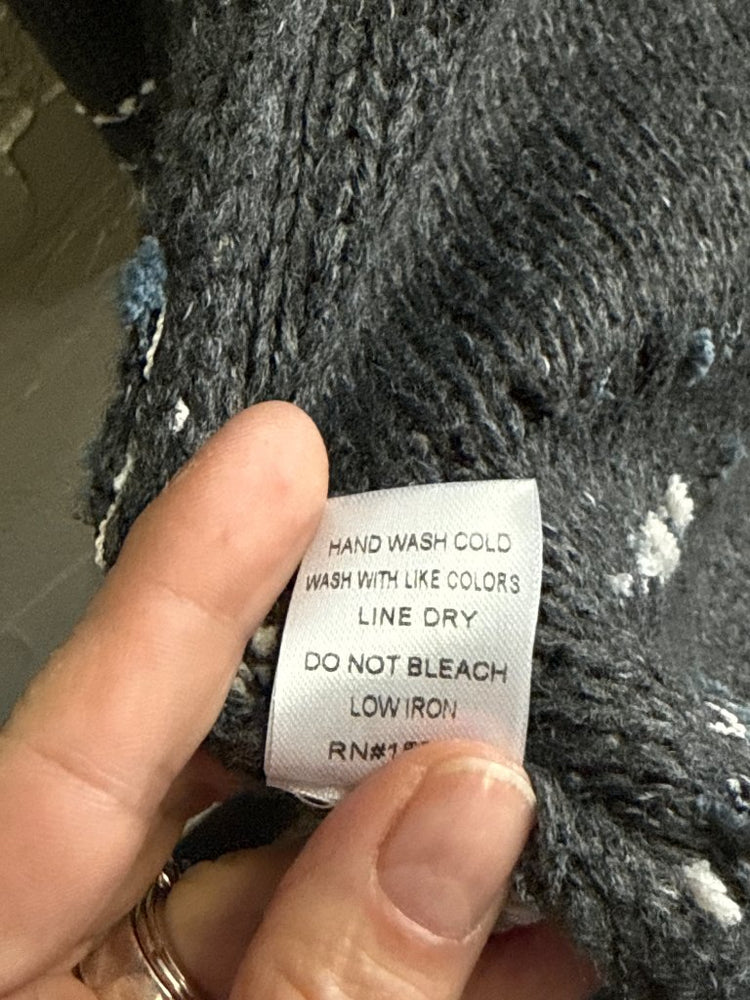 HAND WASH COLD
WASH WITH LIKE COLORS
LINE DRY
DO NOT BLEACH
LOW IRON